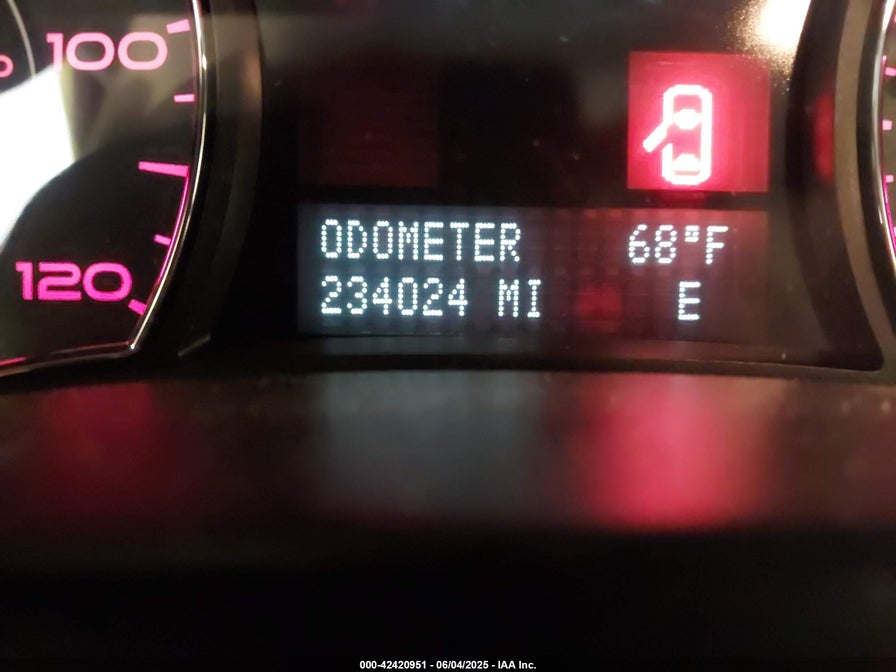 100
120
ODOMETER 68°F
234024 MI E
000-42420951 - 06/04/2025 - IAA Inc.